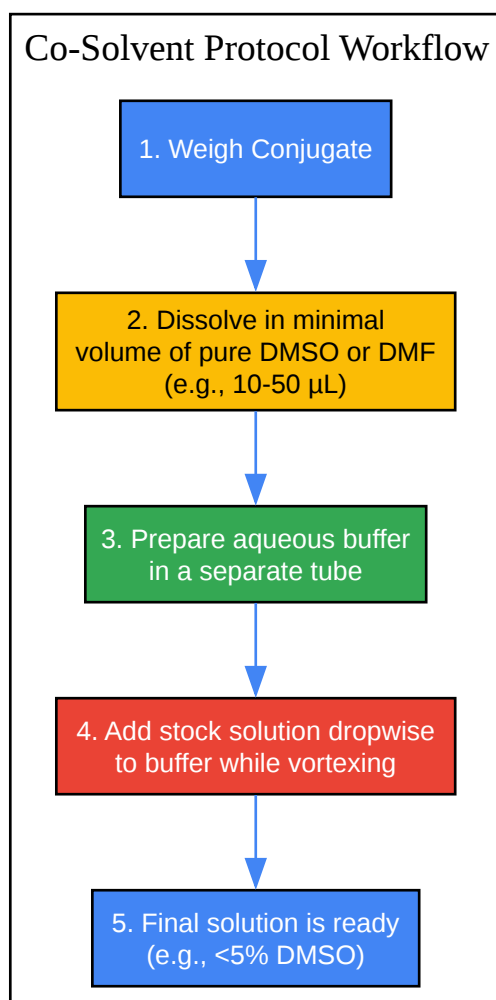 Co-Solvent Protocol Workflow
1. Weigh Conjugate
2. Dissolve in minimal
volume of pure DMSO or DMF
(e.g., 10-50 µL)
3. Prepare aqueous buffer
in a separate tube
4. Add stock solution dropwise
to buffer while vortexing
5. Final solution is ready
(e.g., <5% DMSO)